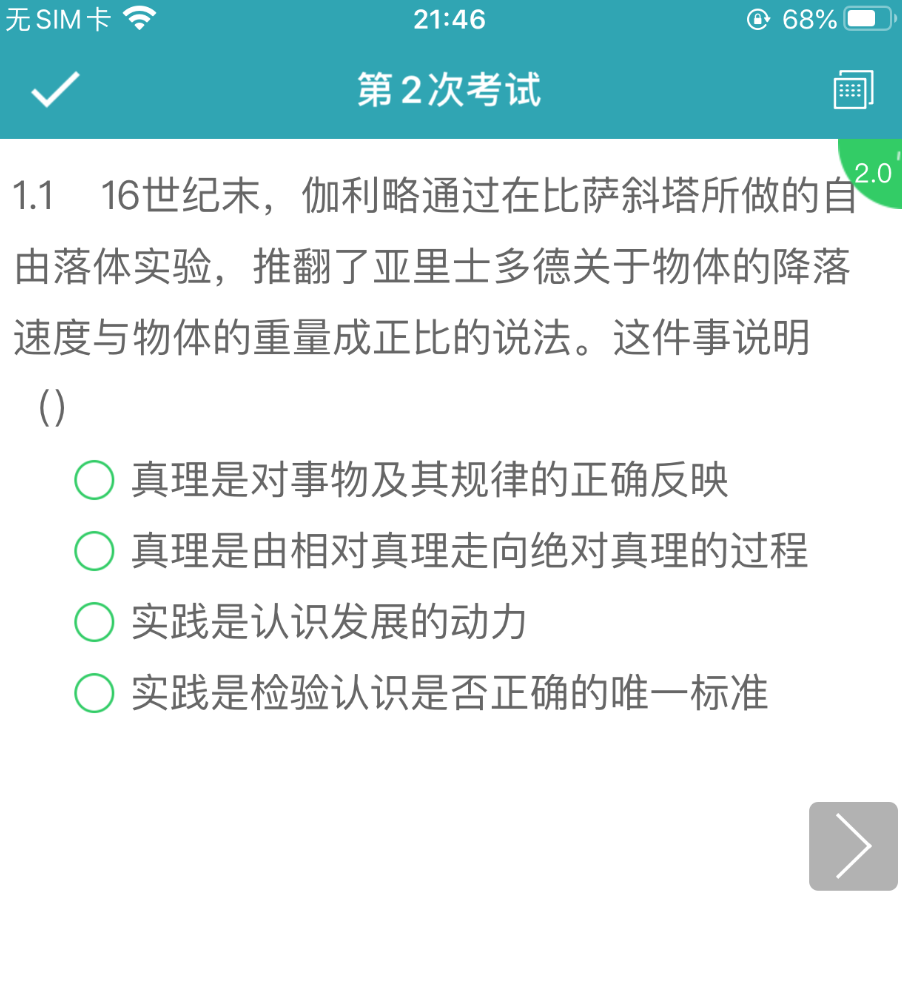 无SIM卡 21:46 68%
第2次考试
2.0
1.1 16世纪末，伽利略通过在比萨斜塔所做的自
由落体实验，推翻了亚里士多德关于物体的降落
速度与物体的重量成正比的说法。这件事说明
()
真理是对事物及其规律的正确反映
真理是由相对真理走向绝对真理的过程
实践是认识发展的动力
实践是检验认识是否正确的唯一标准